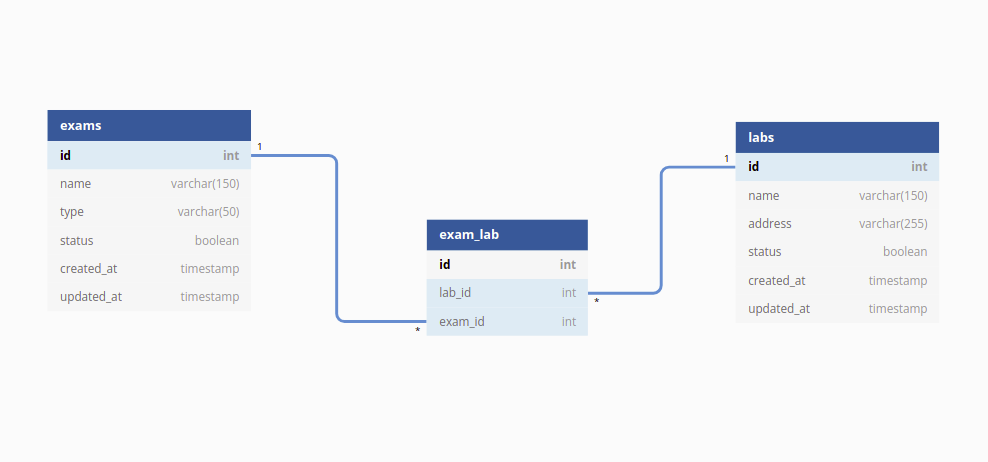 exams
id int
name varchar(150)
type varchar(50)
status boolean
created_at timestamp
updated_at timestamp
1
*
exam_lab
id int
lab_id int
exam_id int
*
1
labs
id int
name varchar(150)
address varchar(255)
status boolean
created_at timestamp
updated_at timestamp